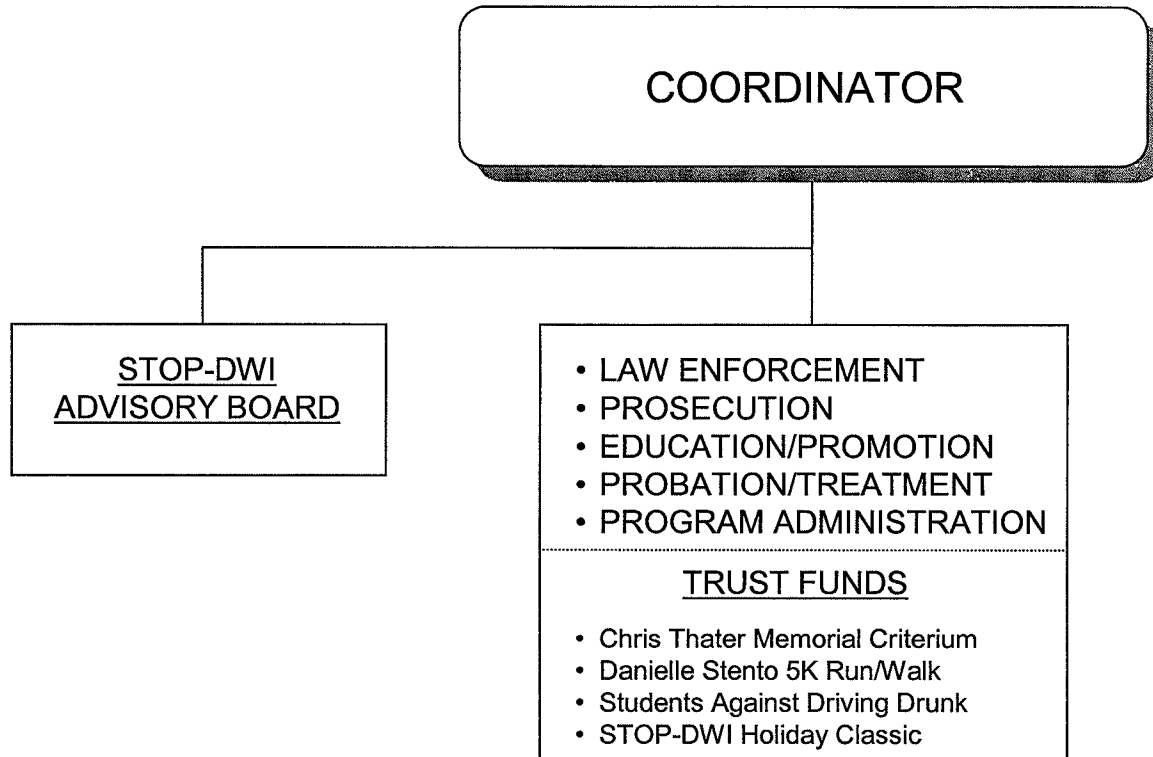 COORDINATOR
STOP-DWI
ADVISORY BOARD
• LAW ENFORCEMENT
• PROSECUTION
• EDUCATION/PROMOTION
• PROBATION/TREATMENT
• PROGRAM ADMINISTRATION
TRUST FUNDS
• Chris Thater Memorial Criterium
• Danielle Stento 5K Run/Walk
• Students Against Driving Drunk
• STOP-DWI Holiday Classic